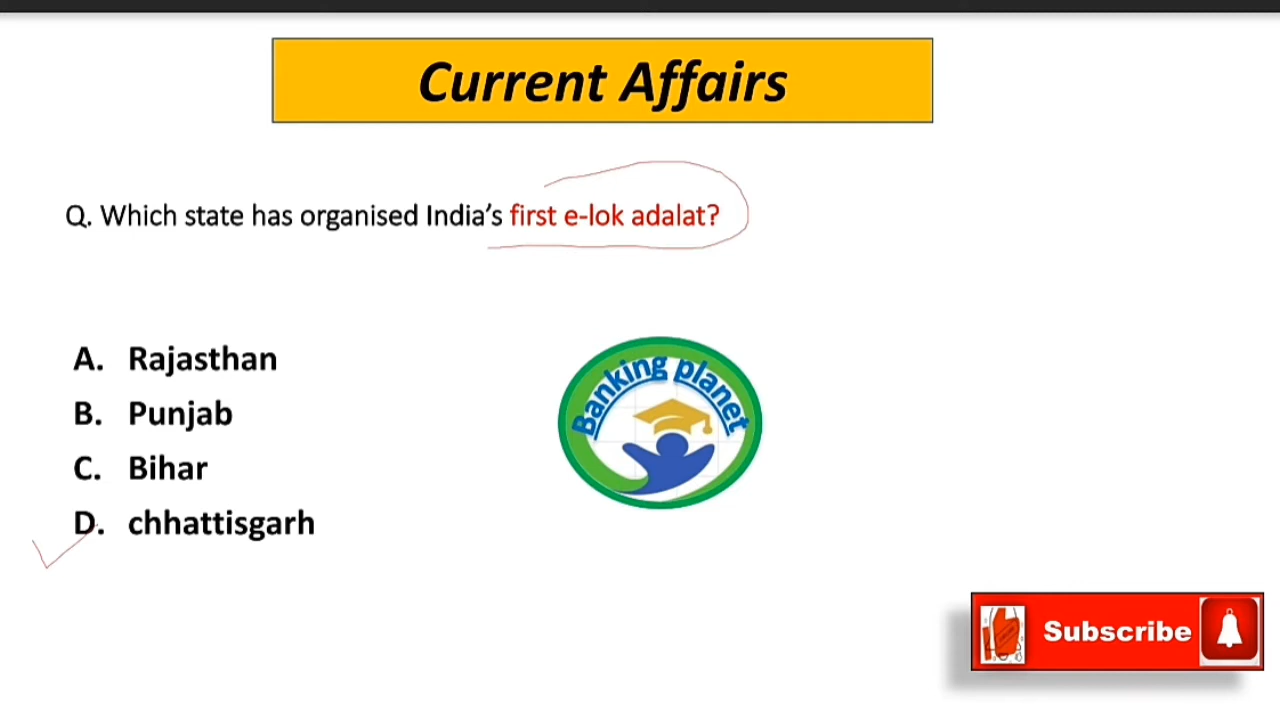 Current Affairs
Q. Which state has organised India's first e-lok adalat?
A. Rajasthan
B. Punjab
C. Bihar
D. chhattisgarh
Banking planet
Subscribe